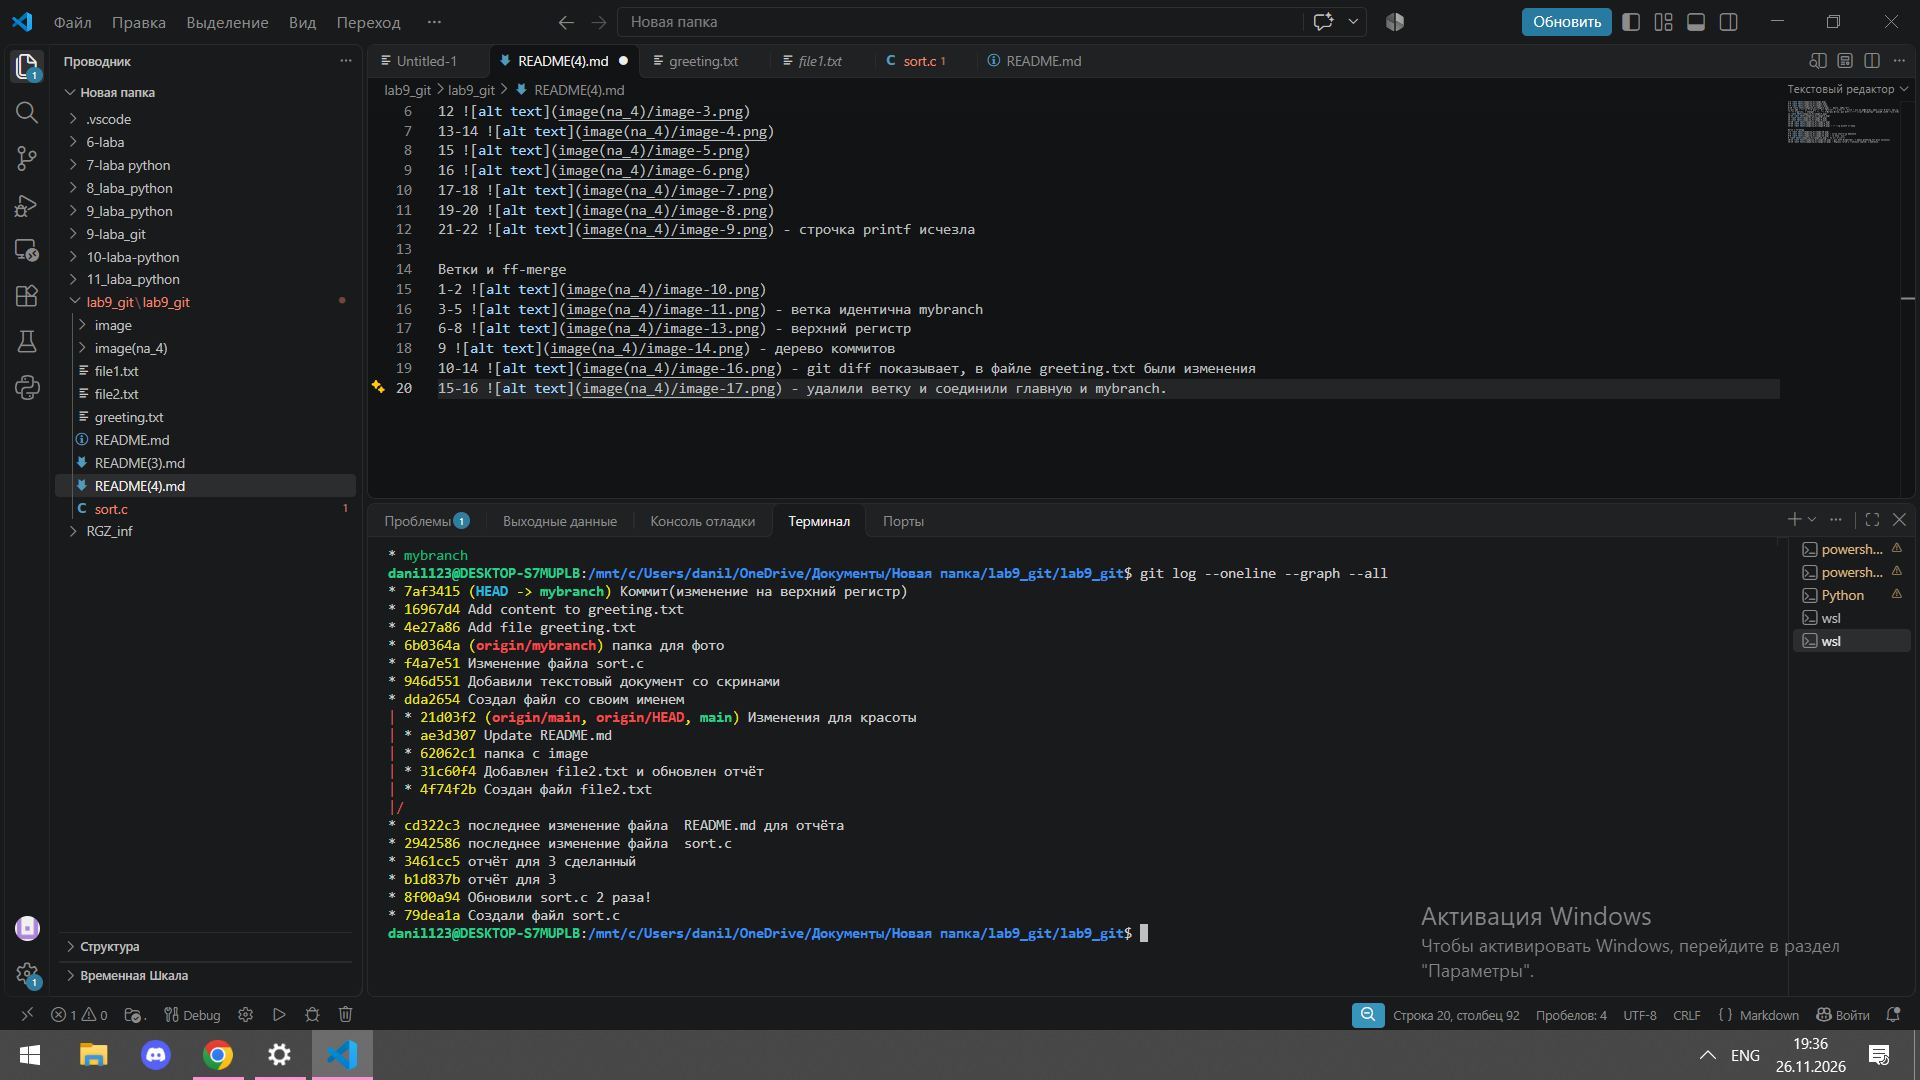 Файл Правка Выделение Вид Переход ··· Новая папка Обновить
Проводник ···
Новая папка
.vscode
6-laba
7-laba python
8_laba_python
9_laba_python
9-laba_git
10-laba-python
11_laba_python
lab9_git\lab9_git
image
image(na_4)
file1.txt
file2.txt
greeting.txt
README.md
README(3).md
README(4).md
sort.c 1
RGZ_inf
Структура
Временная Шкала
Untitled-1 README(4).md greeting.txt file1.txt sort.c 1 README.md
lab9_git > lab9_git > README(4).md
Текстовый редактор
6 12 ![alt text](image(na_4)/image-3.png)
7 13-14 ![alt text](image(na_4)/image-4.png)
8 15 ![alt text](image(na_4)/image-5.png)
9 16 ![alt text](image(na_4)/image-6.png)
10 17-18 ![alt text](image(na_4)/image-7.png)
11 19-20 ![alt text](image(na_4)/image-8.png)
12 21-22 ![alt text](image(na_4)/image-9.png) - строчка printf исчезла
13
14 Ветки и ff-merge
15 1-2 ![alt text](image(na_4)/image-10.png)
16 3-5 ![alt text](image(na_4)/image-11.png) - ветка идентична mybranch
17 6-8 ![alt text](image(na_4)/image-13.png) - верхний регистр
18 9 ![alt text](image(na_4)/image-14.png) - дерево коммитов
19 10-14 ![alt text](image(na_4)/image-16.png) - git diff показывает, в файле greeting.txt были изменения
20 15-16 ![alt text](image(na_4)/image-17.png) - удалили ветку и соединили главную и mybranch.
Проблемы 1 Выходные данные Консоль отладки Терминал Порты
* mybranch
danil123@DESKTOP-S7MUPLB:/mnt/c/Users/danil/OneDrive/Документы/Новая папка/lab9_git/lab9_git$ git log --oneline --graph --all
* 7af3415 (HEAD -> mybranch) Коммит(изменение на верхний регистр)
* 16967d4 Add content to greeting.txt
* 4e27a86 Add file greeting.txt
* 6b0364a (origin/mybranch) папка для фото
* f4a7e51 Изменение файла sort.c
* 946d551 Добавили текстовый документ со скринами
* dda2654 Создал файл со своим именем
| * 21d03f2 (origin/main, origin/HEAD, main) Изменения для красоты
| * ae3d307 Update README.md
| * 62062c1 папка с image
| * 31c60f4 Добавлен file2.txt и обновлен отчёт
| * 4f74f2b Создан файл file2.txt
|/
* cd322c3 последнее изменение файла  README.md для отчёта
* 2942586 последнее изменение файла  sort.c
* 3461cc5 отчёт для 3 сделанный
* b1d837b отчёт для 3
* 8f00a94 Обновили sort.c 2 раза!
* 79dea1a Создали файл sort.c
danil123@DESKTOP-S7MUPLB:/mnt/c/Users/danil/OneDrive/Документы/Новая папка/lab9_git/lab9_git$
powersh...
powersh...
Python
wsl
wsl
Активация Windows
Чтобы активировать Windows, перейдите в раздел
"Параметры".
1 0 Debug Строка 20, столбец 92 Пробелов: 4 UTF-8 CRLF { } Markdown Войти
ENG 19:36
26.11.2026